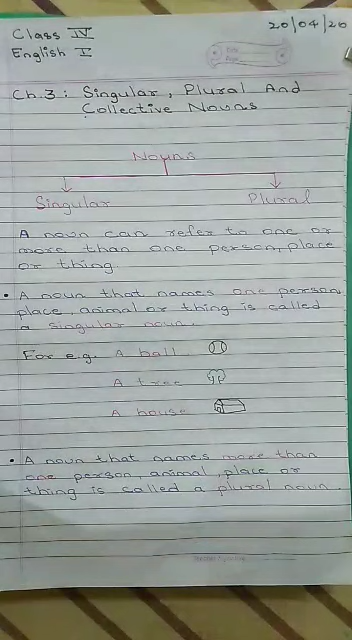 Class IV
20/04/20
English I
Ch.3: Singular, Plural And
Collective Nouns
Nouns
Singular
Plural
A noun can refer to one or
more than one person, place
or thing.
• A noun that names one person
place, animal or thing is called
a singular noun.
For e.g. A ball
A tree
A house
• A noun that names more than
one person, animal, place or
thing is called a plural noun.